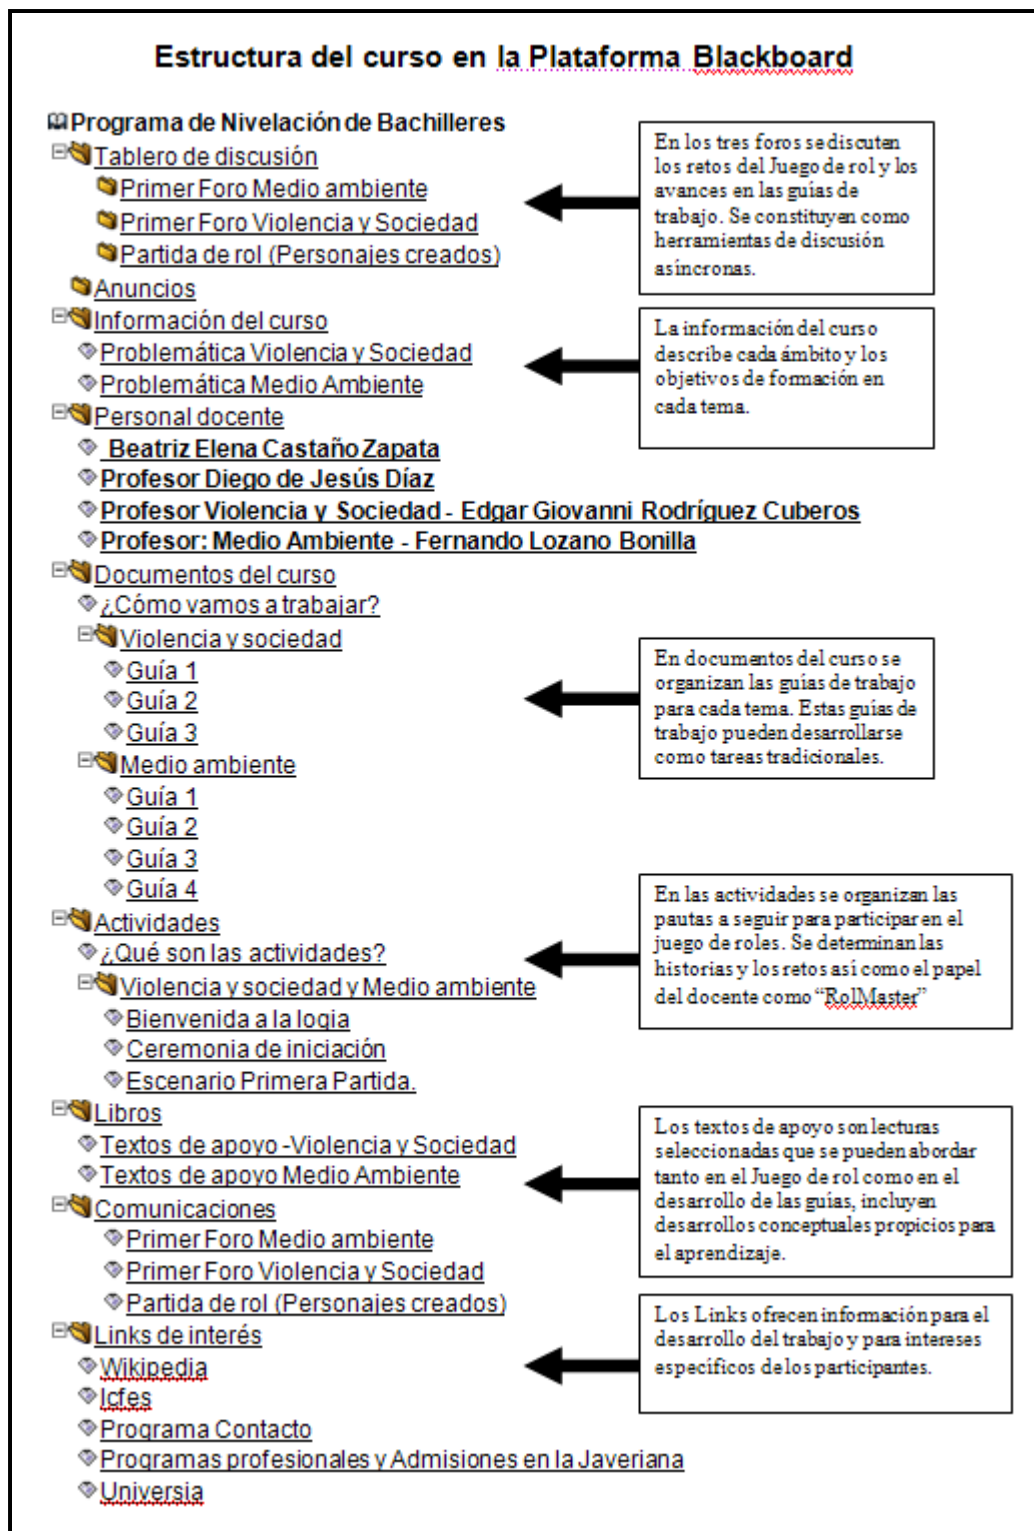 Estructura del curso en la Plataforma Blackboard
Programa de Nivelación de Bachilleres
Tablero de discusión
Primer Foro Medio ambiente
Primer Foro Violencia y Sociedad
Partida de rol (Personajes creados)
En los tres foros se discuten
los retos del Juego de rol y los
avances en las guías de
trabajo. Se constituyen como
herramientas de discusión
asíncronas.
Anuncios
Información del curso
Problemática Violencia y Sociedad
Problemática Medio Ambiente
La información del curso
describe cada ámbito y los
objetivos de formación en
cada tema.
Personal docente
Beatriz Elena Castaño Zapata
Profesor Diego de Jesús Díaz
Profesor Violencia y Sociedad - Edgar Giovanni Rodríguez Cuberos
Profesor: Medio Ambiente - Fernando Lozano Bonilla
Documentos del curso
¿Cómo vamos a trabajar?
Violencia y sociedad
Guía 1
Guía 2
Guía 3
Medio ambiente
Guía 1
Guía 2
Guía 3
Guía 4
En documentos del curso se
organizan las guías de trabajo
para cada tema. Estas guías de
trabajo pueden desarrollarse
como tareas tradicionales.
Actividades
¿Qué son las actividades?
Violencia y sociedad y Medio ambiente
Bienvenida a la logia
Ceremonia de iniciación
Escenario Primera Partida.
En las actividades se organizan las
pautas a seguir para participar en el
juego de roles. Se determinan las
historias y los retos así como el papel
del docente como “RolMaster”
Libros
Textos de apoyo -Violencia y Sociedad
Textos de apoyo Medio Ambiente
Los textos de apoyo son lecturas
seleccionadas que se pueden abordar
tanto en el Juego de rol como en el
desarrollo de las guías, incluyen
desarrollos conceptuales propicios para
el aprendizaje.
Comunicaciones
Primer Foro Medio ambiente
Primer Foro Violencia y Sociedad
Partida de rol (Personajes creados)
Links de interés
Wikipedia
Icfes
Programa Contacto
Programas profesionales y Admisiones en la Javeriana
Universia
Los Links ofrecen información para el
desarrollo del trabajo y para intereses
específicos de los participantes.